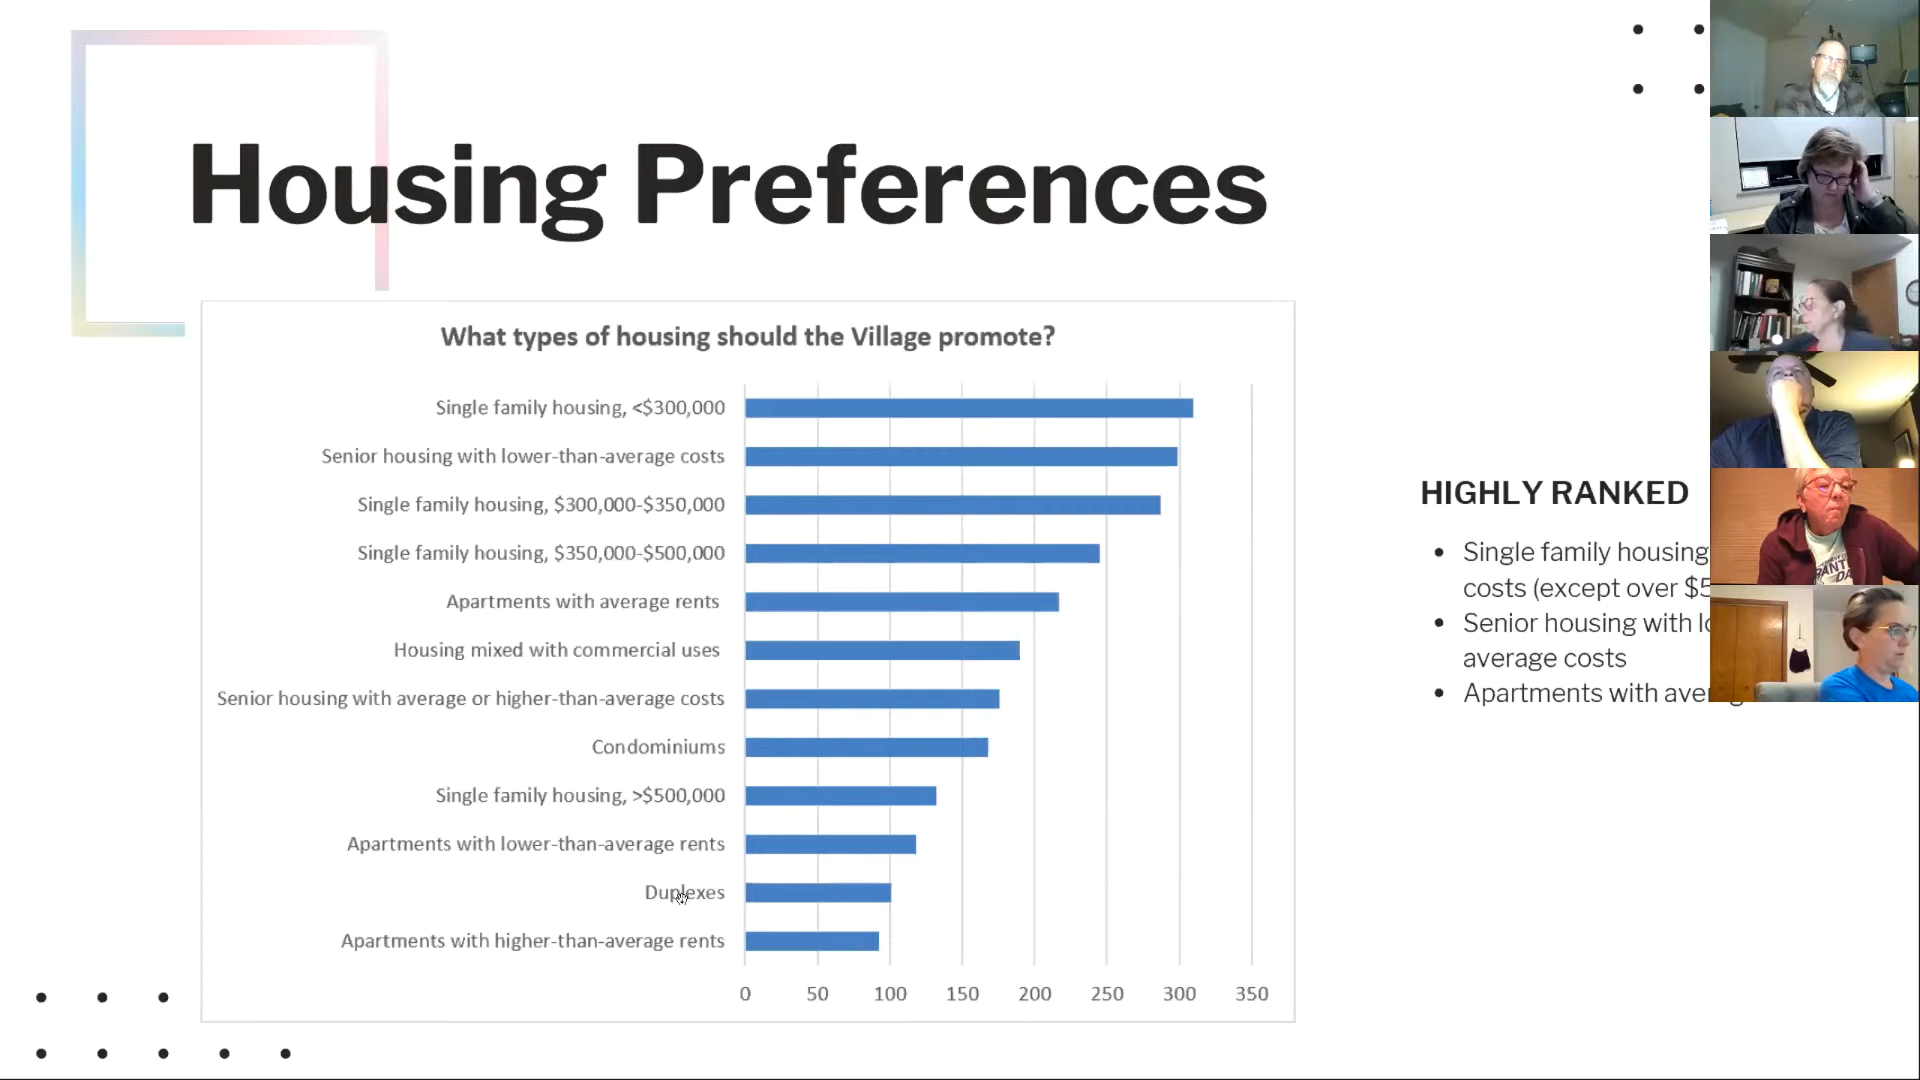 Housing Preferences
What types of housing should the Village promote?
Single family housing, <$300,000
Senior housing with lower-than-average costs
Single family housing, $300,000-$350,000
Single family housing, $350,000-$500,000
Apartments with average rents
Housing mixed with commercial uses
Senior housing with average or higher-than-average costs
Condominiums
Single family housing, >$500,000
Apartments with lower-than-average rents
Duplexes
Apartments with higher-than-average rents
0 50 100 150 200 250 300 350
HIGHLY RANKED
• Single family housing
costs (except over
• Senior housing with
average costs
• Apartments with